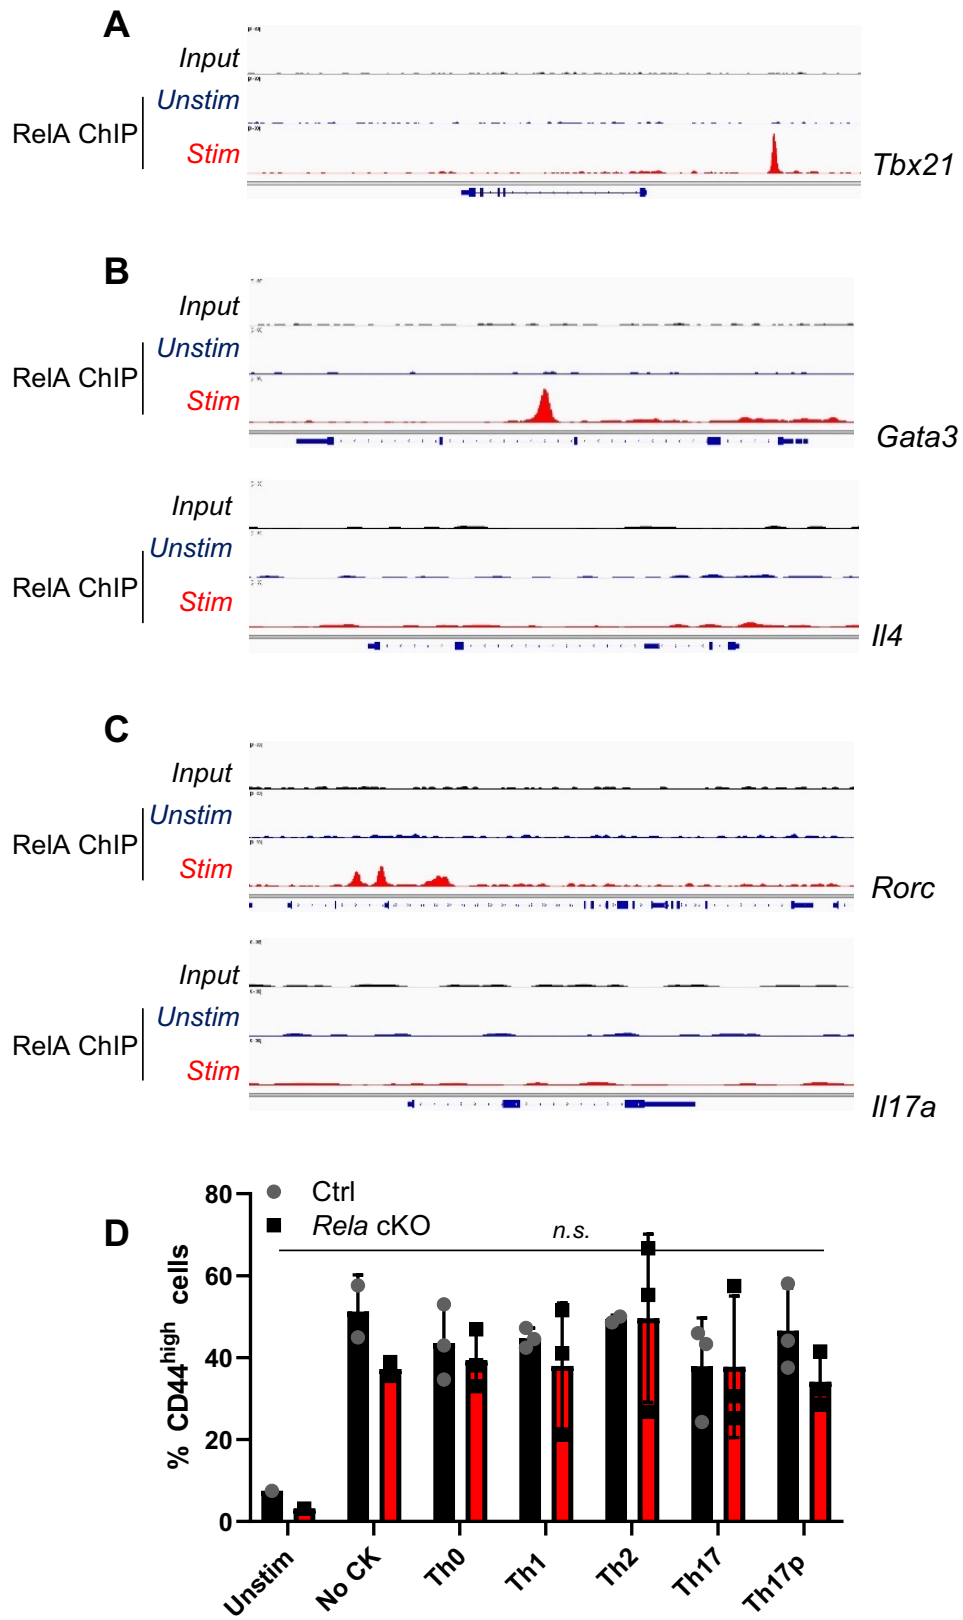 A
Input
Unstim
RelA ChIP
Stim
Tbx21
B
Input
Unstim
RelA ChIP
Stim
Gata3
Input
Unstim
RelA ChIP
Stim
Il4
C
Input
Unstim
RelA ChIP
Stim
Rorc
Input
Unstim
RelA ChIP
Stim
Il17a
D
Ctrl
Rela cKO
n.s.
% CD44high cells
80
60
40
20
0
Unstim No CK Th0 Th1 Th2 Th17 Th17p